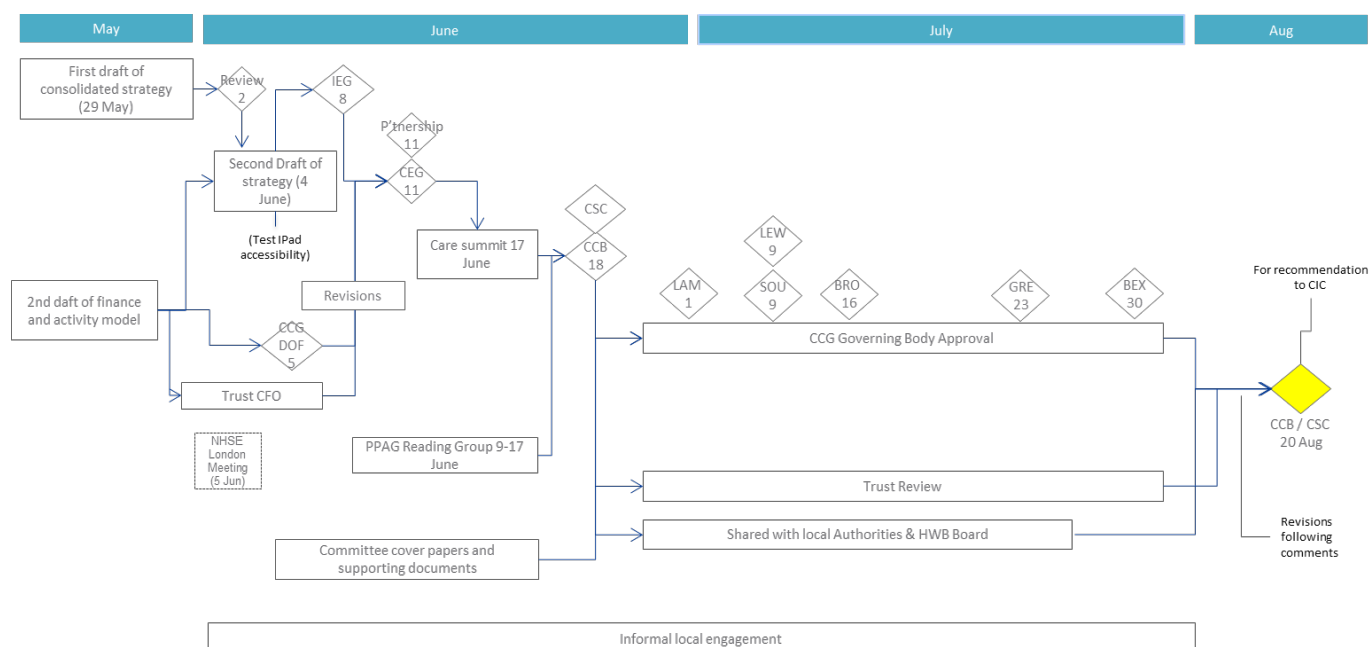 May
June
July
Aug
First draft of
consolidated strategy
(29 May)
Review
2
IEG
8
P'tnership
11
CEG
11
Second Draft of
strategy (4
June)
(Test IPad
accessibility)
Care summit 17
June
CSC
CCB
18
2nd daft of finance
and activity model
Revisions
CCG
DOF
5
Trust CFO
NHSE
London
Meeting
(5 Jun)
PPAG Reading Group 9-17
June
Committee cover papers and
supporting documents
LAM
1
LEW
9
SOU
9
BRO
16
GRE
23
BEX
30
CCG Governing Body Approval
Trust Review
Shared with local Authorities & HWB Board
For recommendation
to CIC
CCB / CSC
20 Aug
Revisions
following
comments
Informal local engagement